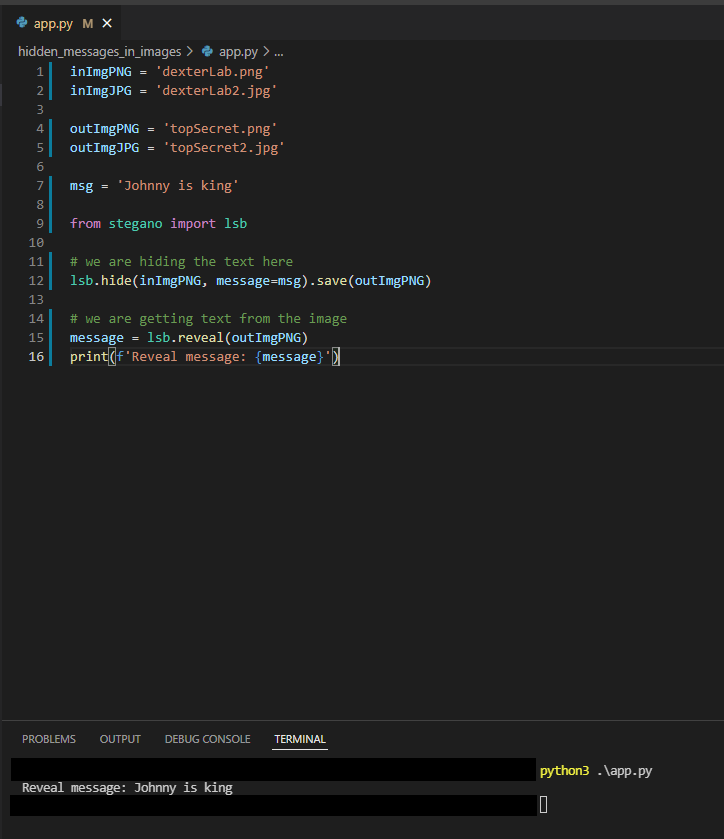 app.py M
hidden_messages_in_images > app.py > ...
1 inImgPNG = 'dexterLab.png'
2 inImgJPG = 'dexterLab2.jpg'
3
4 outImgPNG = 'topSecret.png'
5 outImgJPG = 'topSecret2.jpg'
6
7 msg = 'Johnny is king'
8
9 from stegano import lsb
10
11 # we are hiding the text here
12 lsb.hide(inImgPNG, message=msg).save(outImgPNG)
13
14 # we are getting text from the image
15 message = lsb.reveal(outImgPNG)
16 print(f'Reveal message: {message}')
PROBLEMS OUTPUT DEBUG CONSOLE TERMINAL
python3 .\app.py
Reveal message: Johnny is king